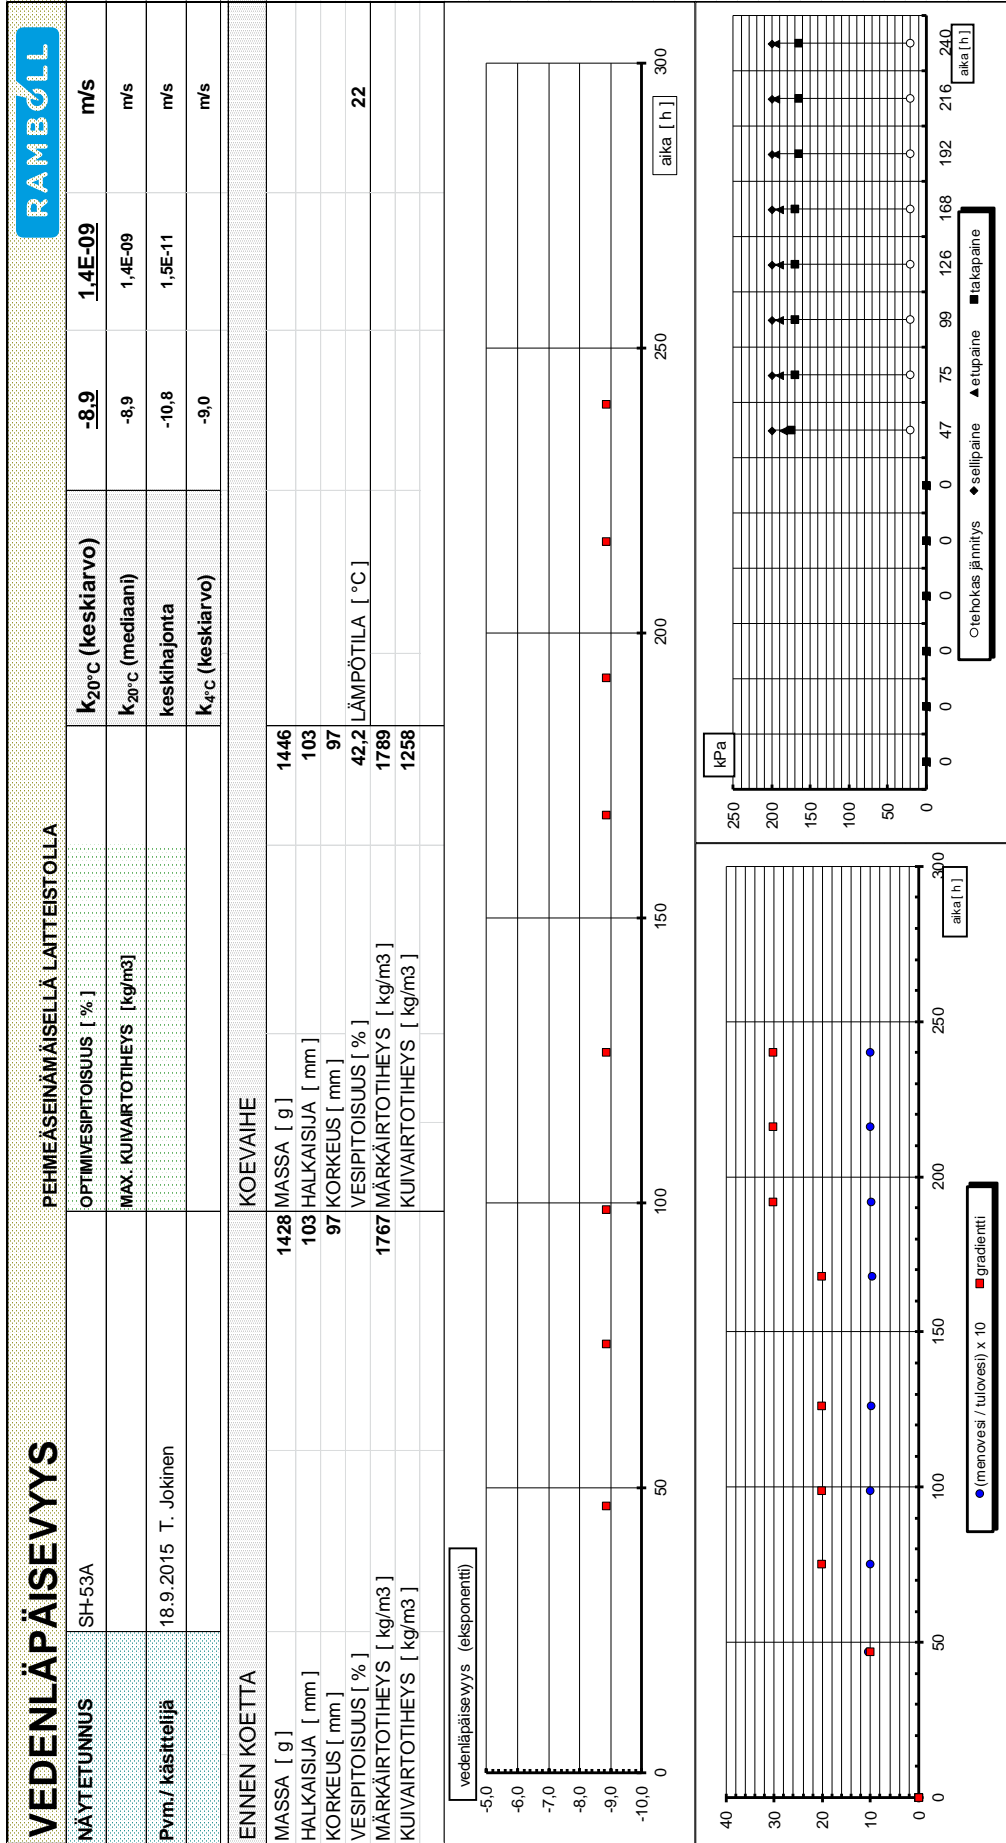 VEDENLÄPÄISEVYYS
PEHMEÄSEINÄMÄISELLÄ LAITTEISTOLLA
RAMBOLL
NÄYTETUNNUS SH-53A OPTIMIVESIPITOISUUS [ % ] k20°C (keskiarvo) -8,9 1,4E-09 m/s
MAX. KUIVAIRTOTIHEYS [kg/m3] k20°C (mediaani) -8,9 1,4E-09 m/s
Pvm./ käsittelijä 18.9.2015 T. Jokinen keskihajonta -10,8 1,5E-11 m/s
k4°C (keskiarvo) -9,0 m/s
ENNEN KOETTA KOEVAIHE
MASSA [ g ] 1428 MASSA [ g ] 1446
HALKAISIJA [ mm ] 103 HALKAISIJA [ mm ] 103
KORKEUS [ mm ] 97 KORKEUS [ mm ] 97
VESIPITOISUUS [ % ] VESIPITOISUUS [ % ] 42,2 LÄMPÖTILA [ °C ] 22
MÄRKÄIRTOTIHEYS [ kg/m3 ] 1767 MÄRKÄIRTOTIHEYS [ kg/m3 ] 1789
KUIVAIRTOTIHEYS [ kg/m3 ] KUIVAIRTOTIHEYS [ kg/m3 ] 1258
vedenläpäisevyys (eksponentti)
-5,0
-6,0
-7,0
-8,0
-9,0
-10,0
0 50 100 150 200 250 300
aika [ h ]
40
30
20
10
0
0 50 100 150 200 250 300
aika [ h ]
(menovesi / tulovesi) x 10 gradientti
kPa
250
200
150
100
50
0
0 0 0 0 0 0 47 75 99 126 168 192 216 240
aika [ h ]
tehokas jännitys sellipaine etupaine takapaine